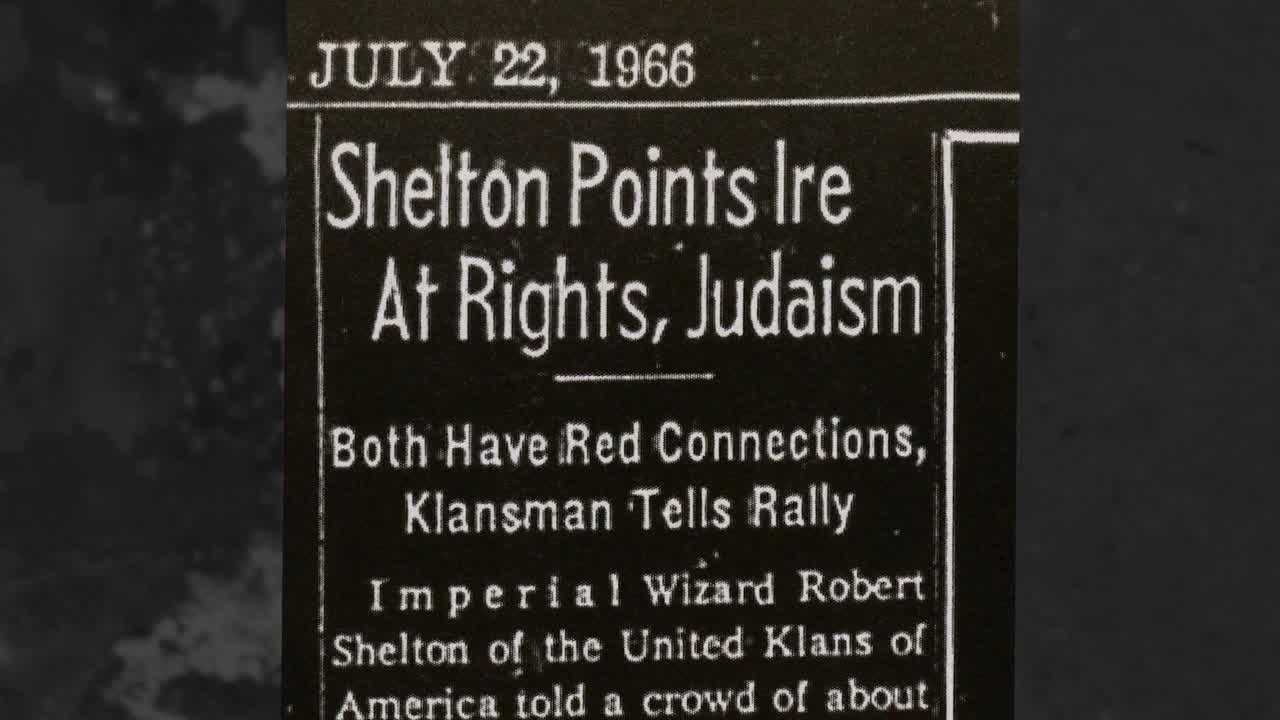 JULY 22, 1966
Shelton Points Ire
At Rights, Judaism
Both Have Red Connections,
Klansman Tells Rally
Imperial Wizard Robert
Shelton of the United Klans of
America told a crowd of about